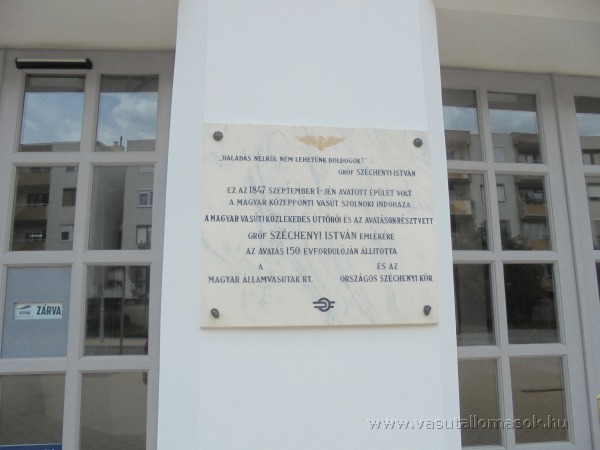 „HALADÁS NÉLKÜL NEM LEHETÜNK BOLDOGOK!”
GRÓF SZÉCHENYI ISTVÁN
EZ AZ 1847 SZEPTEMBER 1-JÉN AVATOTT ÉPÜLET VOLT
A MAGYAR KÖZÉPPONTI VASÚT SZOLNOKI INDÓHÁZA
A MAGYAR VASÚTI KÖZLEKEDÉS ÚTTÖRŐI ÉS AZ AVATÁSON RÉSZT VETT
GRÓF SZÉCHENYI ISTVÁN EMLÉKÉRE
AZ AVATÁS 150 ÉVFORDULÓJÁN ÁLLÍTOTTA
A ÉS AZ
MAGYAR ÁLLAMVASUTAK RT. ORSZÁGOS SZÉCHENYI KÖR
ZÁRVA
www.vasutallomasok.hu